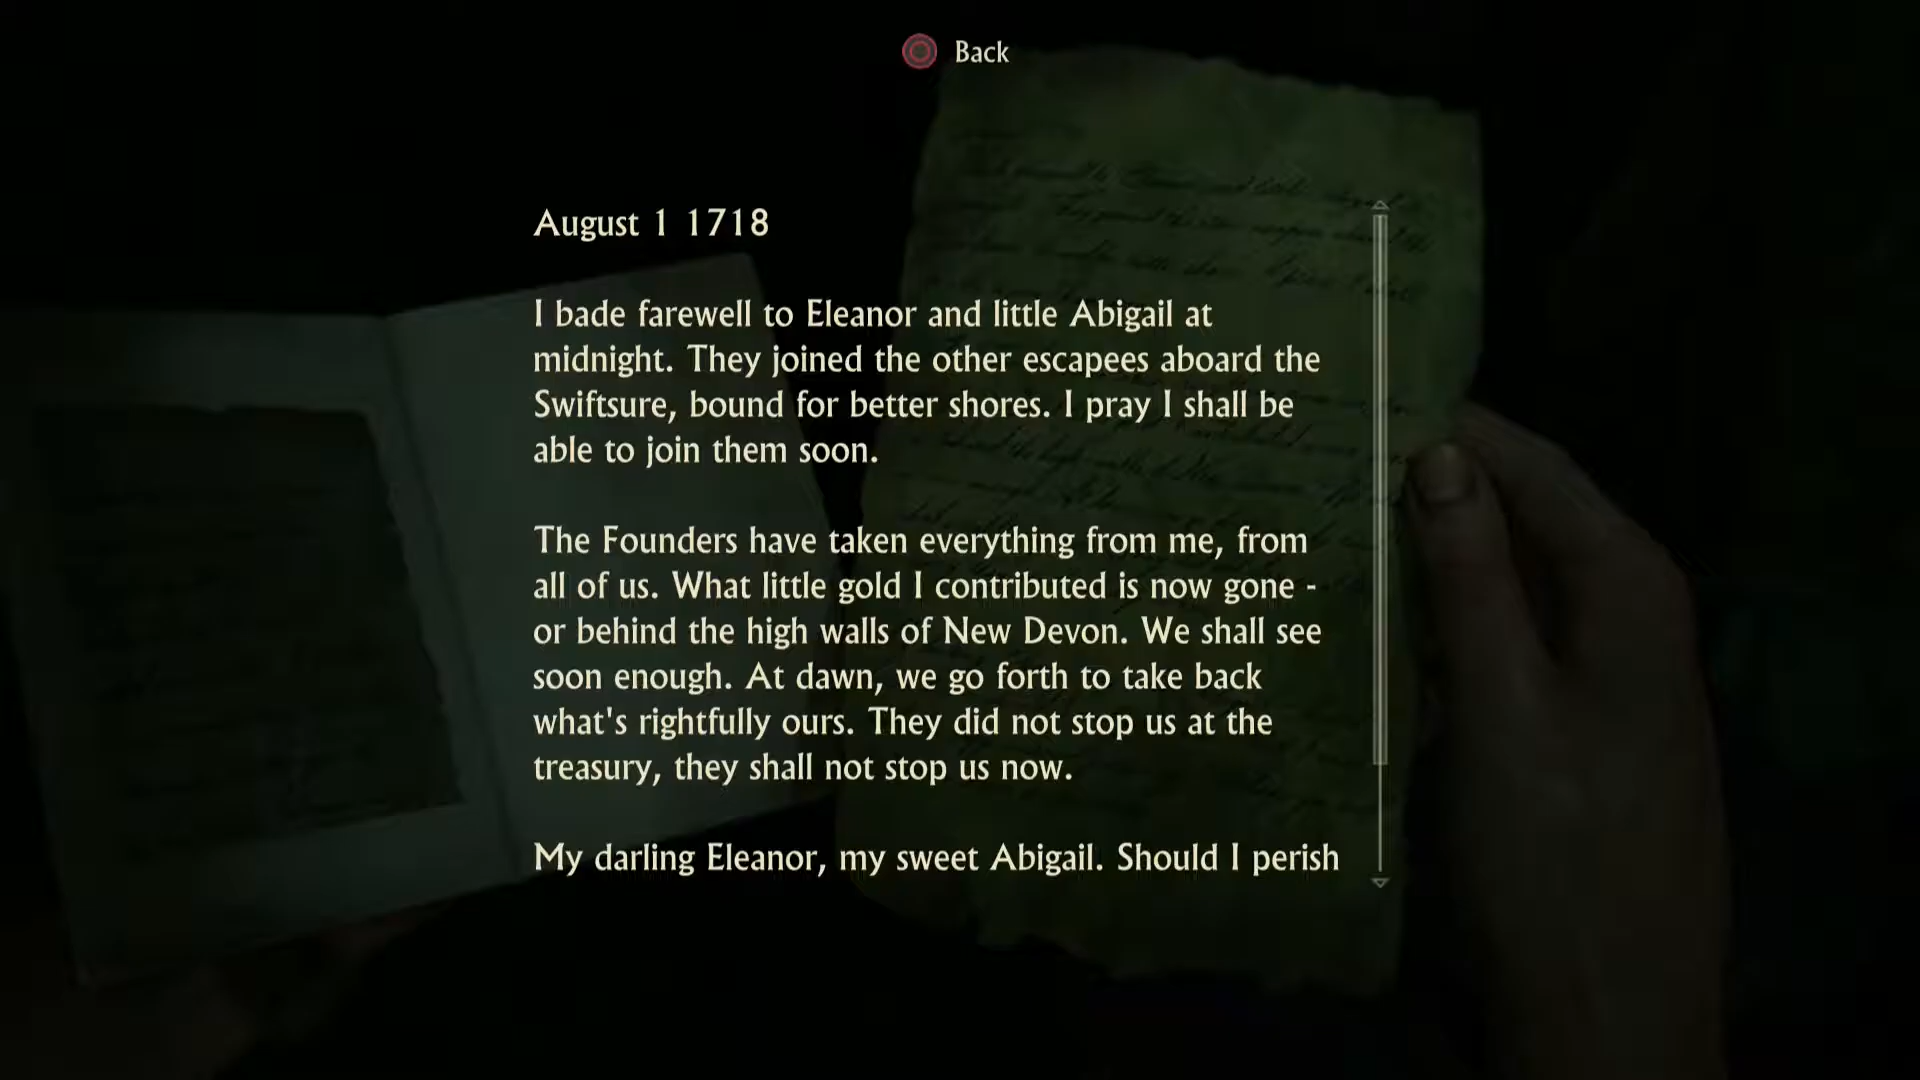 Back
August 1 1718
I bade farewell to Eleanor and little Abigail at
midnight. They joined the other escapees aboard the
Swiftsure, bound for better shores. I pray I shall be
able to join them soon.
The Founders have taken everything from me, from
all of us. What little gold I contributed is now gone -
or behind the high walls of New Devon. We shall see
soon enough. At dawn, we go forth to take back
what's rightfully ours. They did not stop us at the
treasury, they shall not stop us now.
My darling Eleanor, my sweet Abigail. Should I perish